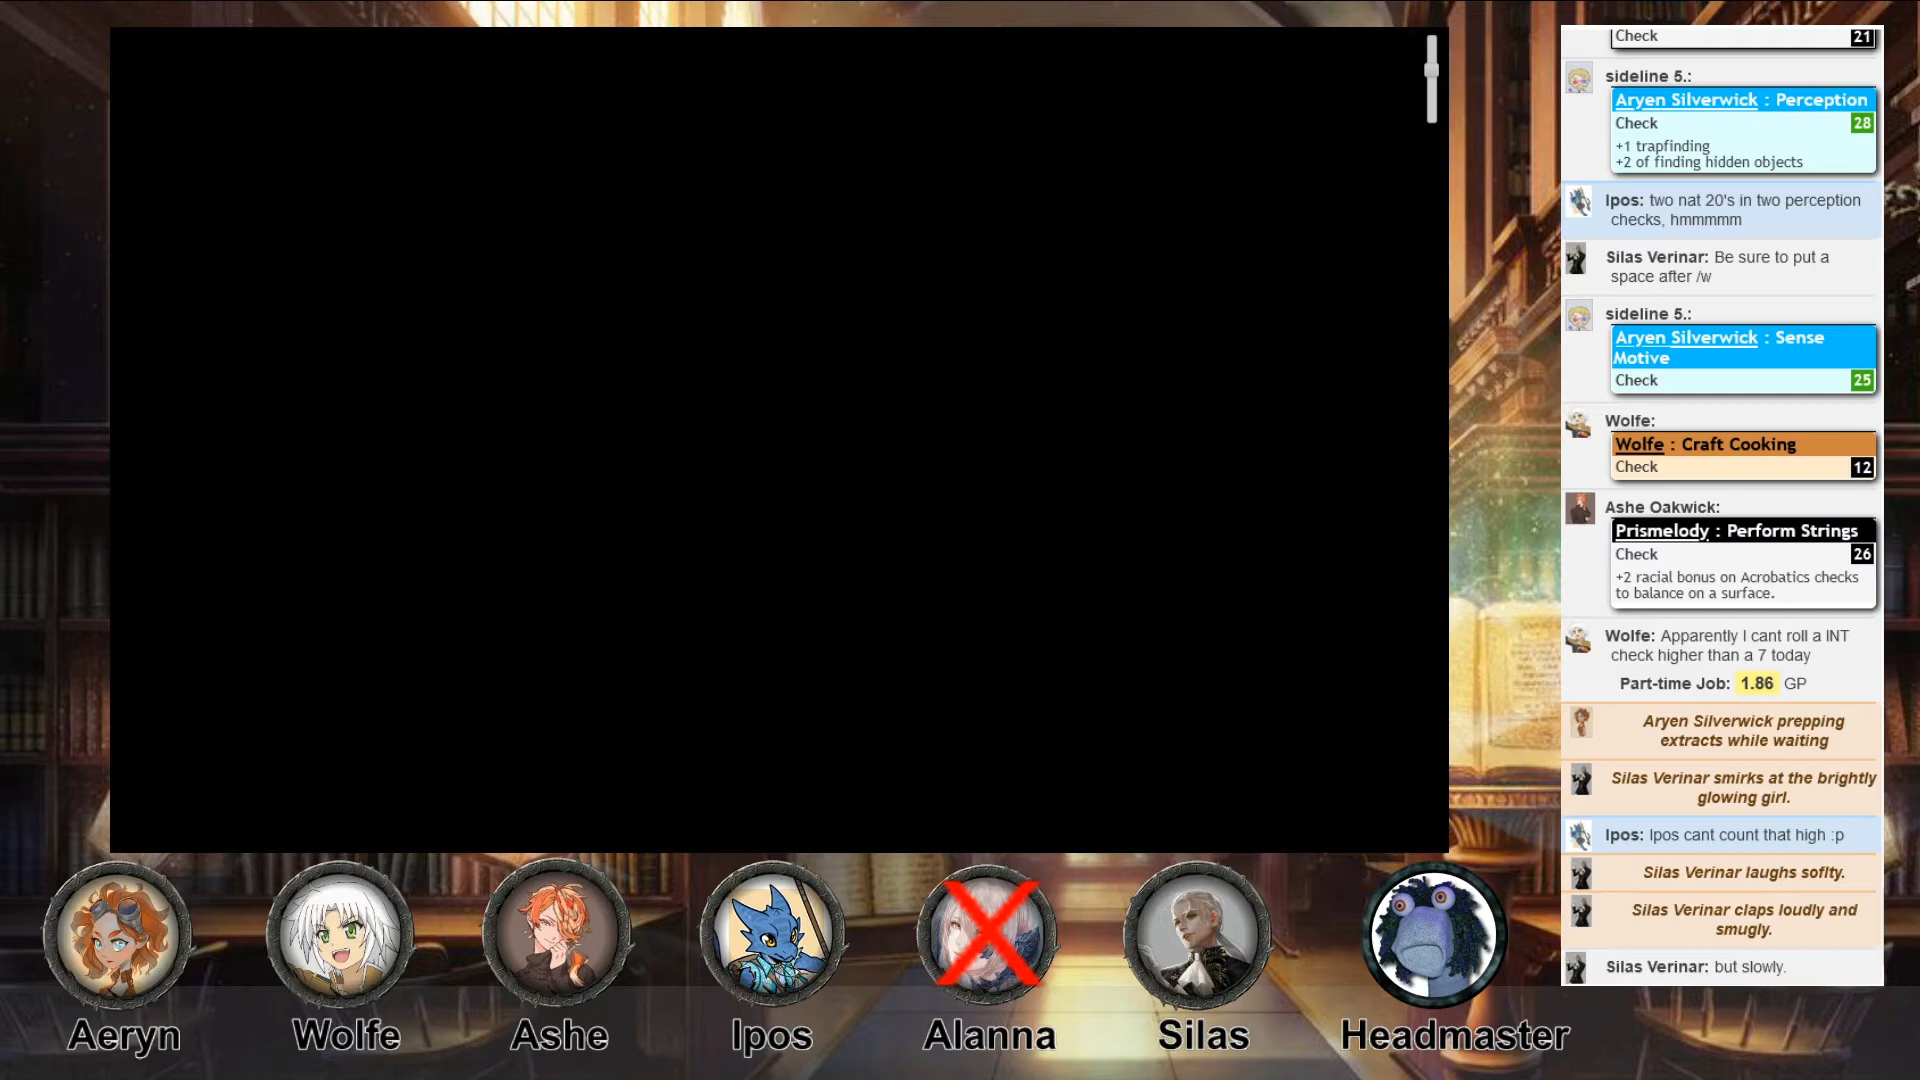 Check 21
sideline 5.:
Aryen Silverwick : Perception
Check 28
+1 trapfinding
+2 of finding hidden objects
Ipos: two nat 20's in two perception
checks, hmmmmm
Silas Verinar: Be sure to put a
space after /w
sideline 5.:
Aryen Silverwick : Sense
Motive
Check 25
Wolfe:
Wolfe : Craft Cooking
Check 12
Ashe Oakwick:
Prismelody : Perform Strings
Check 26
+2 racial bonus on Acrobatics checks
to balance on a surface.
Wolfe: Apparently I cant roll a INT
check higher than a 7 today
Part-time Job: 1.86 GP
Aryen Silverwick prepping
extracts while waiting
Silas Verinar smirks at the brightly
glowing girl.
Ipos: Ipos cant count that high :p
Silas Verinar laughs soflty.
Silas Verinar claps loudly and
smugly.
Silas Verinar: but slowly.
Aeryn Wolfe Ashe Ipos Alanna Silas Headmaster